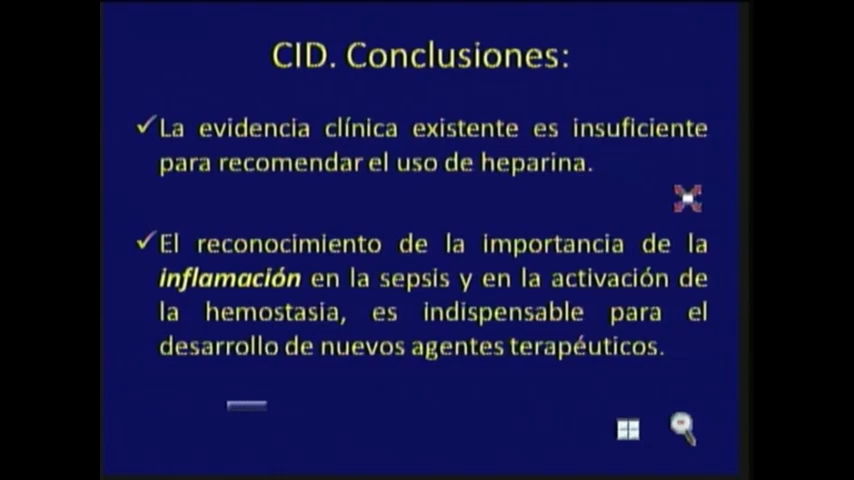 CID. Conclusiones:
✓La evidencia clínica existente es insuficiente
para recomendar el uso de heparina.
✓El reconocimiento de la importancia de la
inflamación en la sepsis y en la activación de
la hemostasia, es indispensable para el
desarrollo de nuevos agentes terapéuticos.